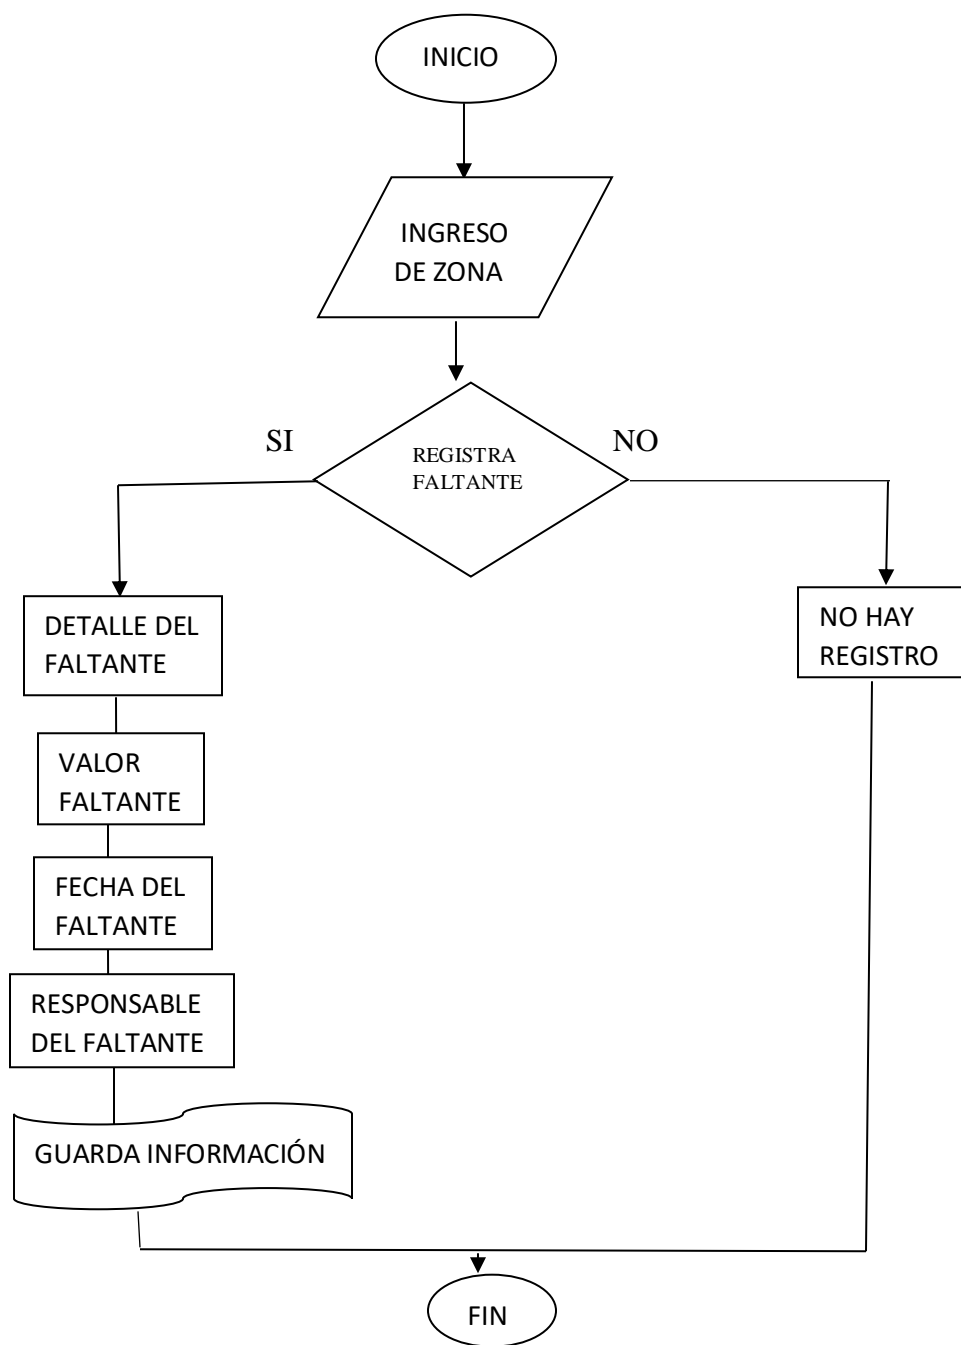 INICIO
INGRESO
DE ZONA
SI
NO
REGISTRA
FALTANTE
DETALLE DEL
FALTANTE
NO HAY
REGISTRO
VALOR
FALTANTE
FECHA DEL
FALTANTE
RESPONSABLE
DEL FALTANTE
GUARDA INFORMACIÓN
FIN